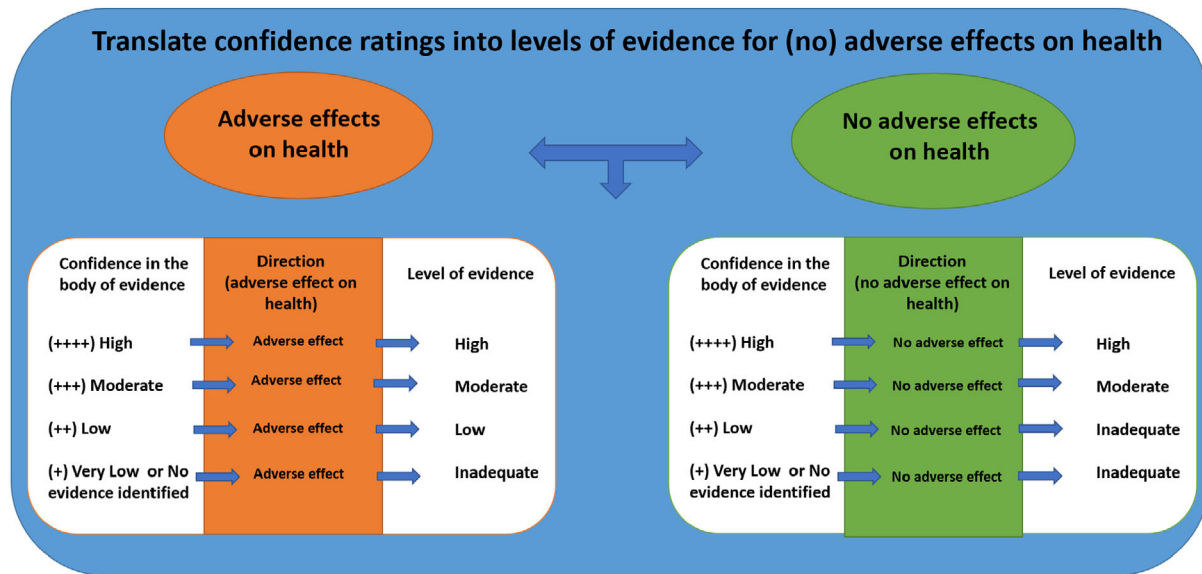 Translate confidence ratings into levels of evidence for (no) adverse effects on health
Adverse effects
on health
No adverse effects
on health
Confidence in the
body of evidence
Direction
(adverse effect on
health)
Level of evidence
(++++) High
Adverse effect
High
(+++) Moderate
Adverse effect
Moderate
(++) Low
Adverse effect
Low
(+) Very Low or No
evidence identified
Adverse effect
Inadequate
Confidence in the
body of evidence
Direction
(no adverse effect on
health)
Level of evidence
(++++) High
No adverse effect
High
(+++) Moderate
No adverse effect
Moderate
(++) Low
No adverse effect
Inadequate
(+) Very Low or No
evidence identified
No adverse effect
Inadequate